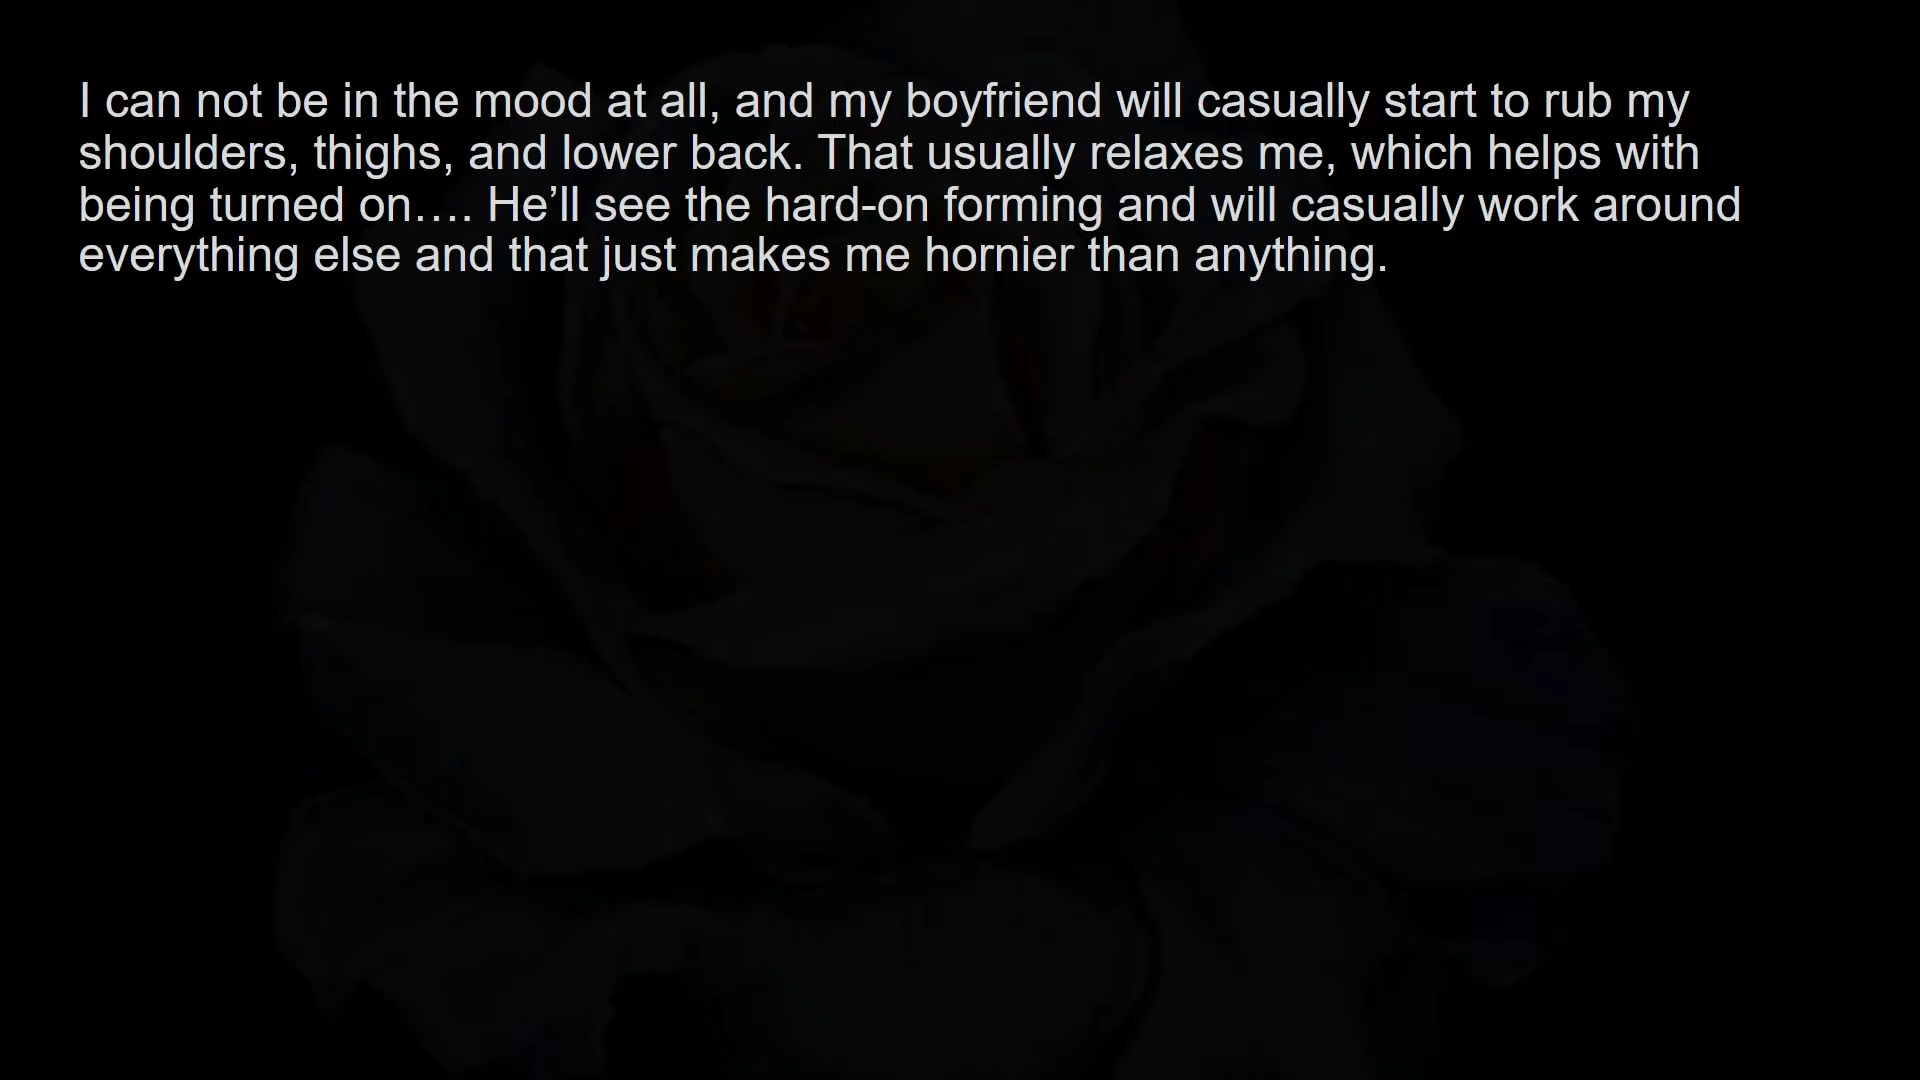 I can not be in the mood at all, and my boyfriend will casually start to rub my
shoulders, thighs, and lower back. That usually relaxes me, which helps with
being turned on…. He’ll see the hard-on forming and will casually work around
everything else and that just makes me hornier than anything.